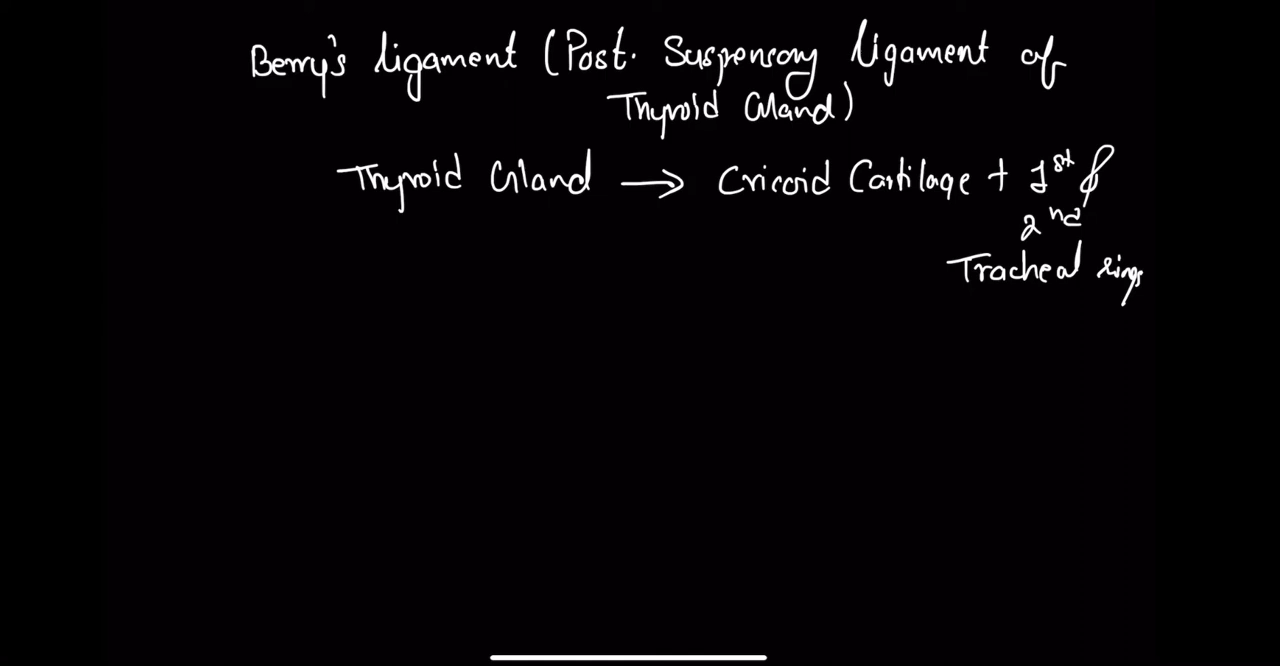 Berry's ligament (Post. Suspensory ligament of
Thyroid Gland)
Thyroid Gland → Cricoid Cartilage + 1st &
2nd
Tracheal rings